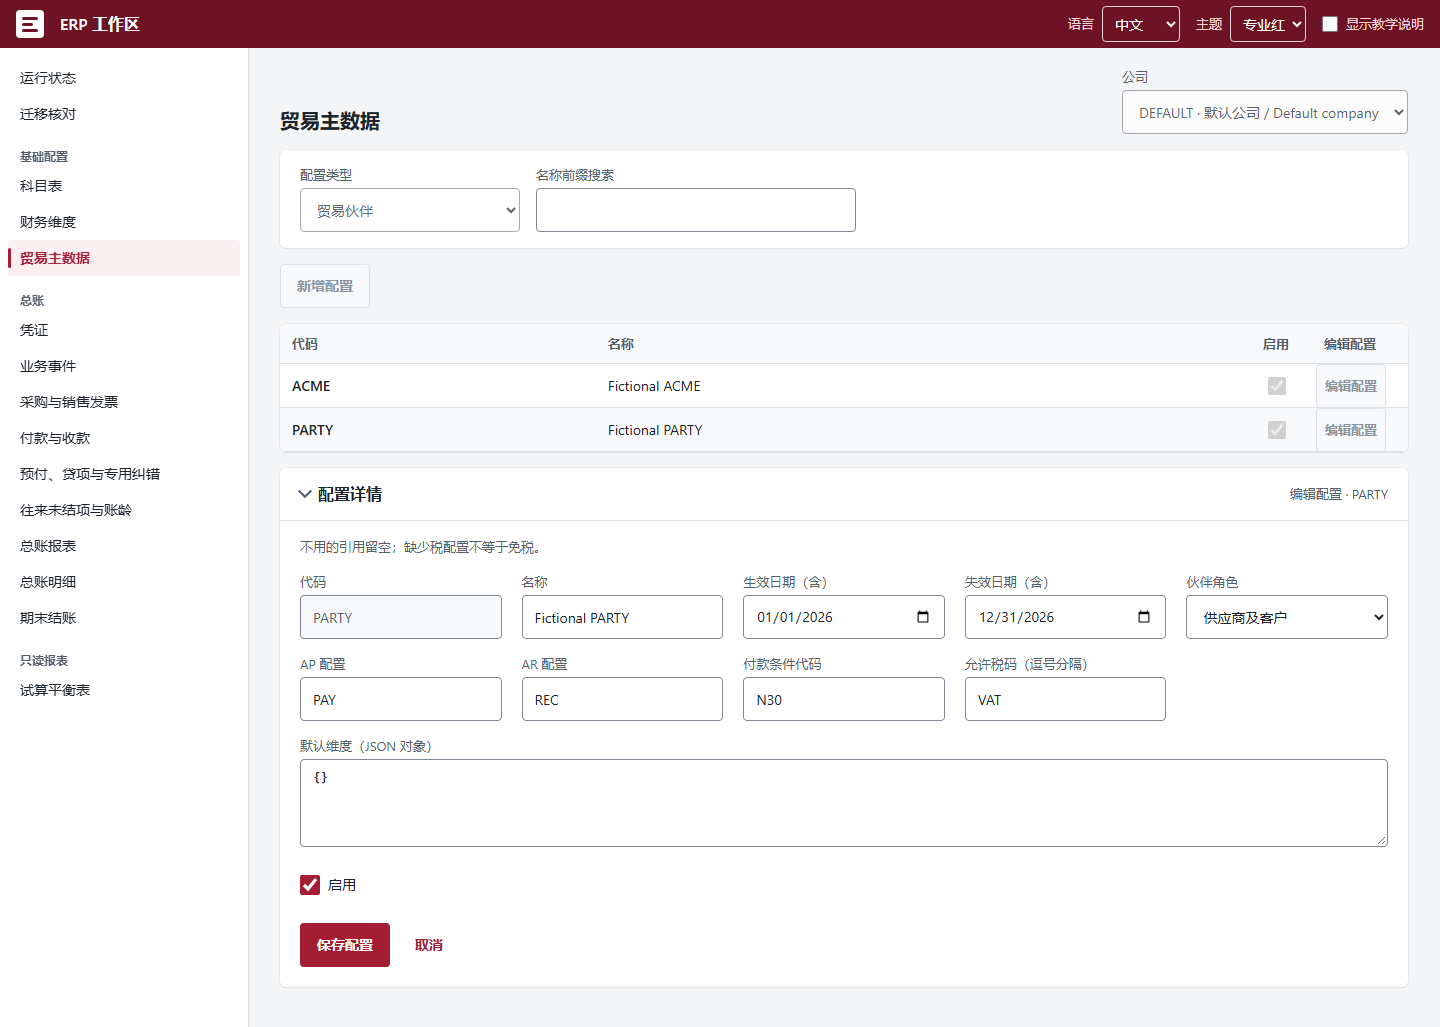 ERP 工作区
语言
中文
主题
专业红
显示教学说明
运行状态
迁移核对
基础配置
科目表
财务维度
贸易主数据
总账
凭证
业务事件
采购与销售发票
付款与收款
预付、贷项与专用纠错
往来未结项与账龄
总账报表
总账明细
期末结账
只读报表
试算平衡表
公司
贸易主数据
DEFAULT · 默认公司 / Default company
配置类型
名称前缀搜索
贸易伙伴
新增配置
代码 名称 启用 编辑配置
ACME Fictional ACME 编辑配置
PARTY Fictional PARTY 编辑配置
配置详情
编辑配置 · PARTY
不用的引用留空；缺少税配置不等于免税。
代码 名称 生效日期（含） 失效日期（含） 伙伴角色
PARTY Fictional PARTY 01/01/2026 12/31/2026 供应商及客户
AP 配置 AR 配置 付款条件代码 允许税码（逗号分隔）
PAY REC N30 VAT
默认维度（JSON 对象）
{}
启用
保存配置 取消